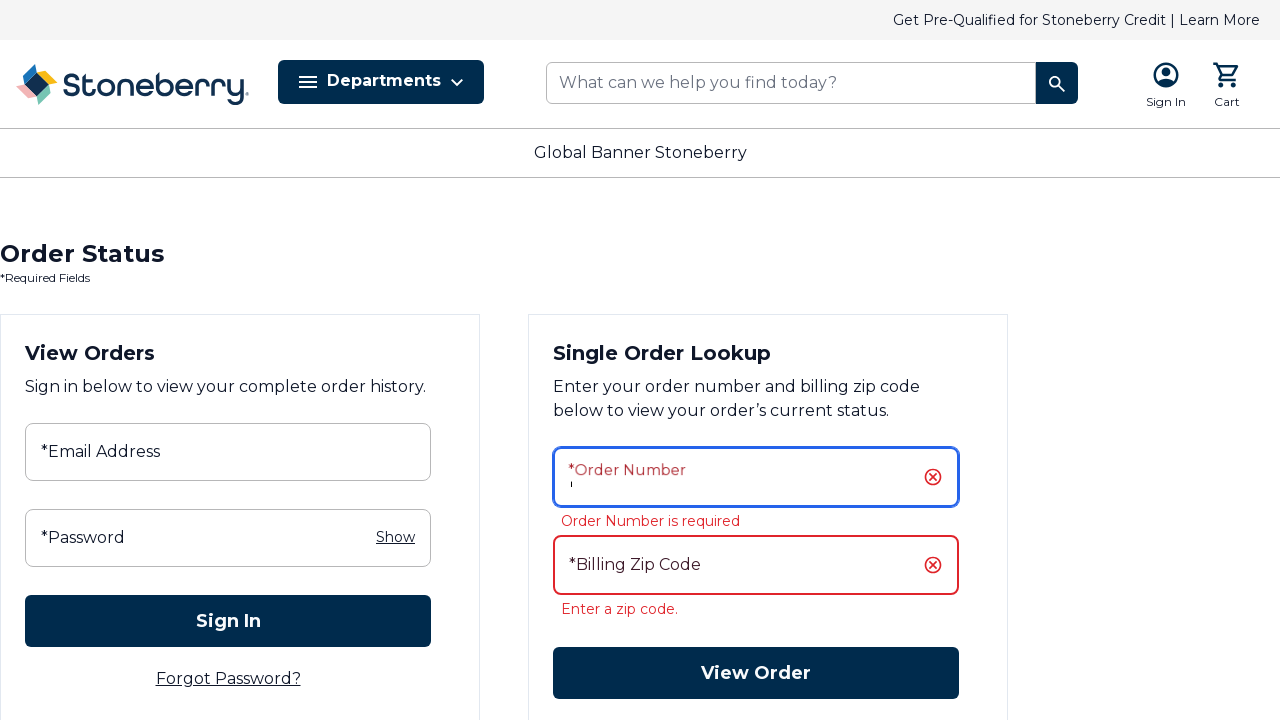 Get Pre-Qualified for Stoneberry Credit | Learn More
Stoneberry
Departments
What can we help you find today?
Sign In
Cart
Global Banner Stoneberry
Order Status
*Required Fields
View Orders
Sign in below to view your complete order history.
*Email Address
*Password
Show
Sign In
Forgot Password?
Single Order Lookup
Enter your order number and billing zip code
below to view your order’s current status.
*Order Number
Order Number is required
*Billing Zip Code
Enter a zip code.
View Order